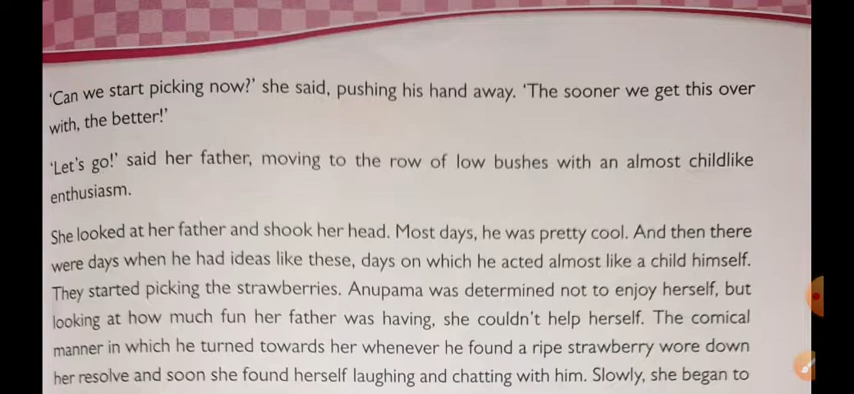 ‘Can we start picking now?’ she said, pushing his hand away. ‘The sooner we get this over
with, the better!’
‘Let’s go!’ said her father, moving to the row of low bushes with an almost childlike
enthusiasm.
She looked at her father and shook her head. Most days, he was pretty cool. And then there
were days when he had ideas like these, days on which he acted almost like a child himself.
They started picking the strawberries. Anupama was determined not to enjoy herself, but
looking at how much fun her father was having, she couldn’t help herself. The comical
manner in which he turned towards her whenever he found a ripe strawberry wore down
her resolve and soon she found herself laughing and chatting with him. Slowly, she began to